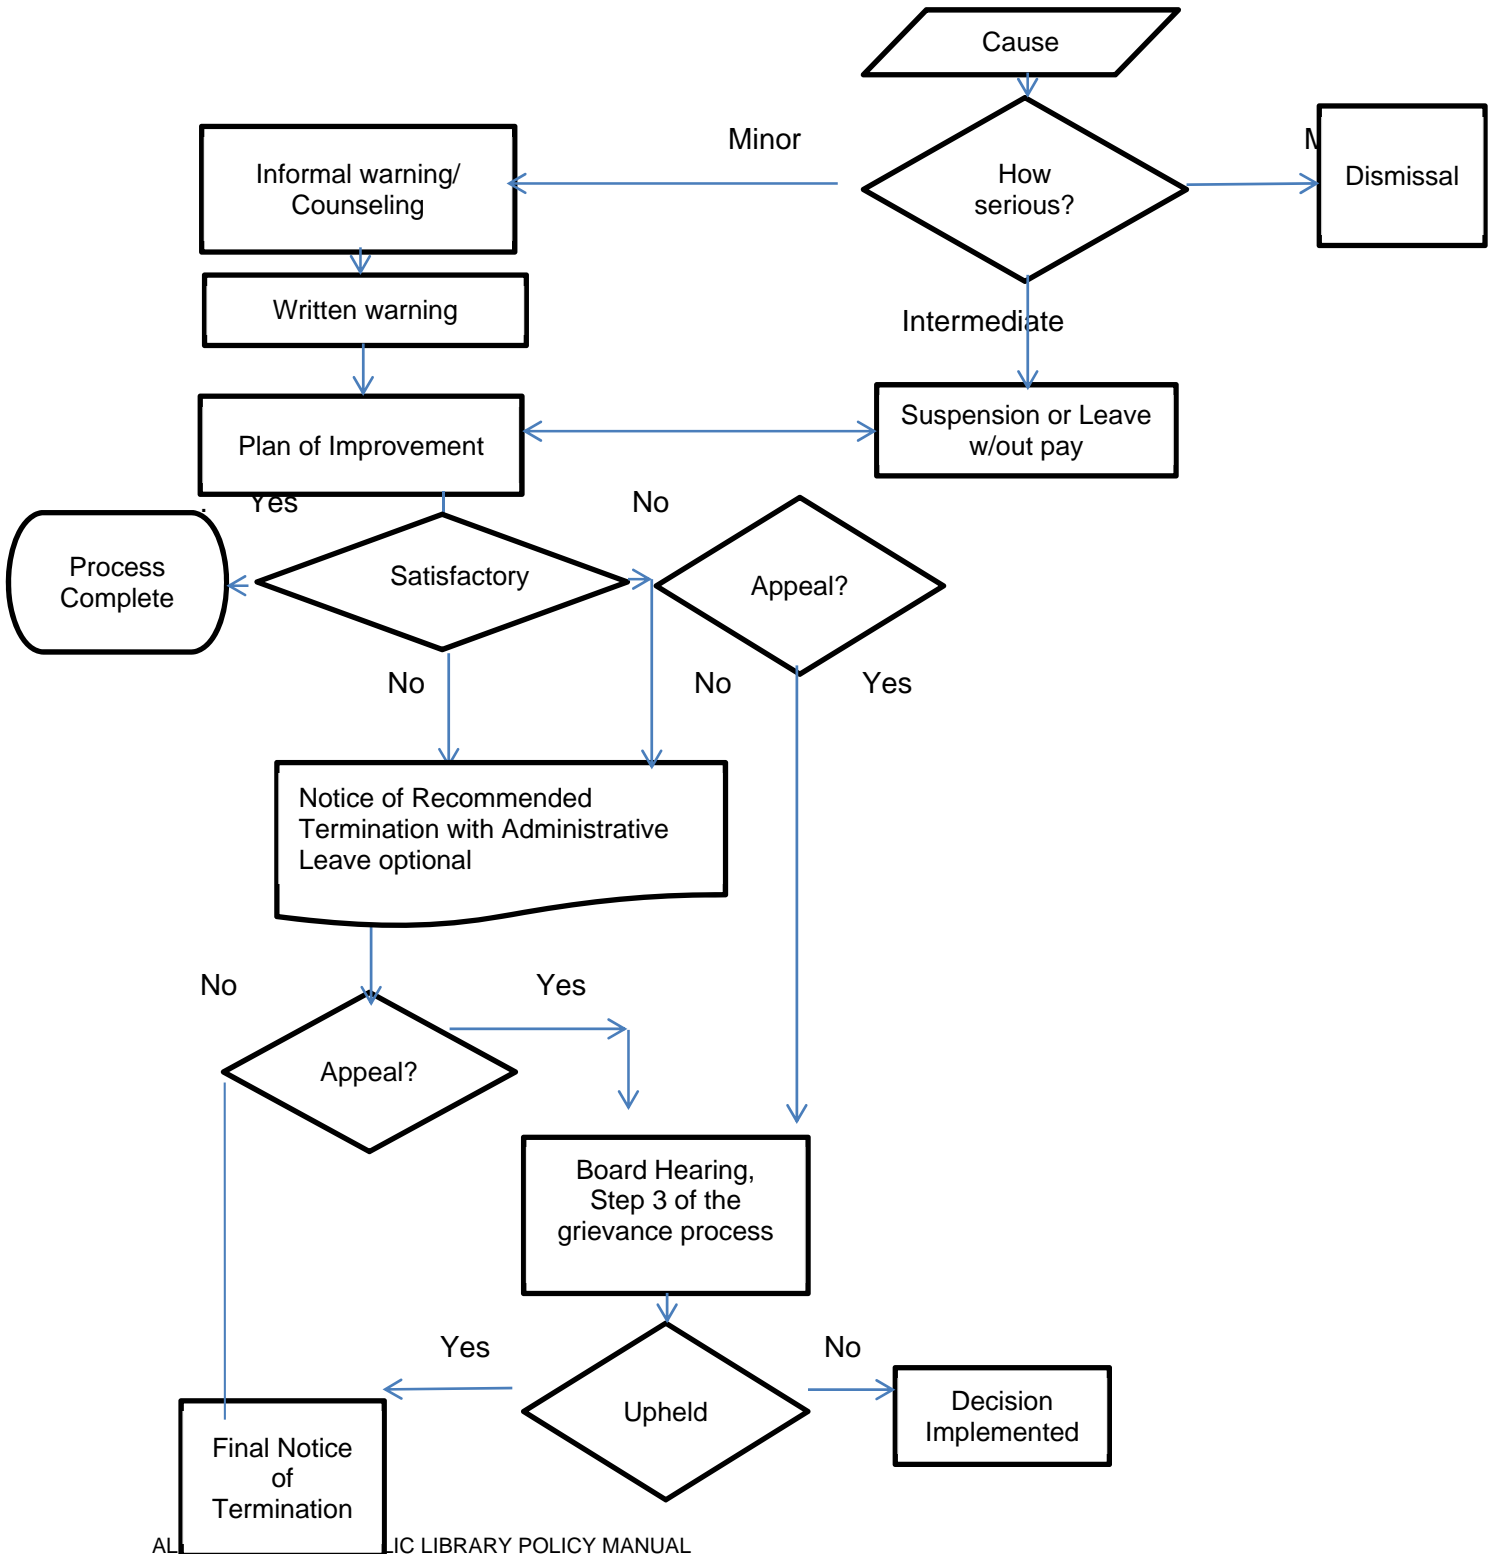 Cause
Minor
How
serious?
Dismissal
Informal warning/
Counseling
Written warning
Intermediate
Suspension or Leave
w/out pay
Plan of Improvement
Yes
No
Process
Complete
Satisfactory
Appeal?
No
No
Yes
Notice of Recommended
Termination with Administrative
Leave optional
No
Yes
Appeal?
Board Hearing,
Step 3 of the
grievance process
Yes
No
Upheld
Decision
Implemented
Final Notice
of
Termination
LIBRARY POLICY MANUAL